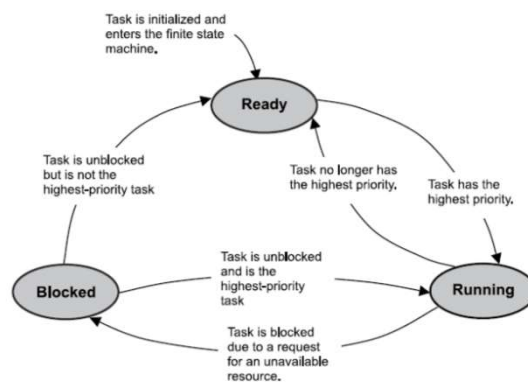 Task is initialized and
enters the finite state
machine.
Ready
Task is unblocked
but is not the
highest-priority task
Task no longer has
the highest priority.
Task has the
highest priority.
Task is unblocked
and is the
highest-priority
task
Blocked
Running
Task is blocked
due to a request
for an unavailable
resource.